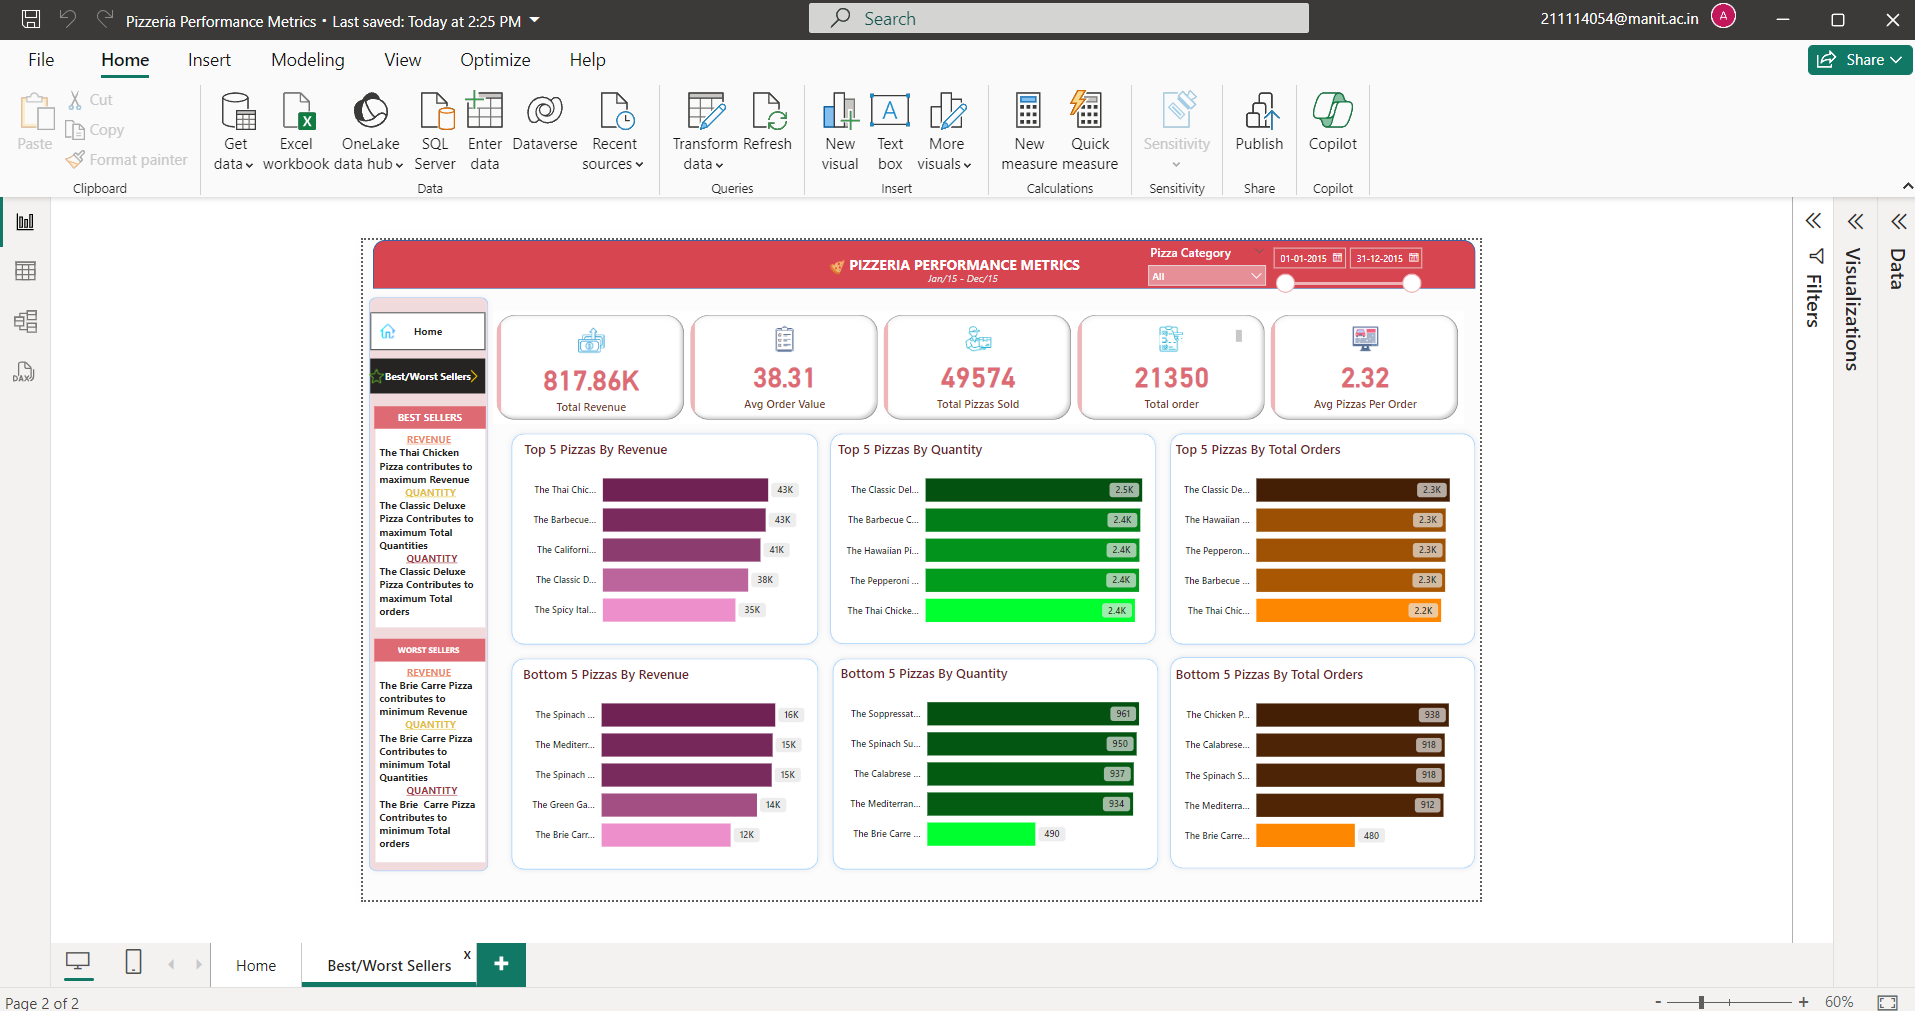 Pizzeria Performance Metrics • Last saved: Today at 2:25 PM
Search
211114054@manit.ac.in
A
File
Home
Insert
Modeling
View
Optimize
Help
Share
Paste
Cut
Copy
Format painter
Clipboard
Get data
Excel workbook
OneLake data hub
SQL Server
Enter data
Dataverse
Recent sources
Data
Transform data
Refresh
Queries
New visual
Text box
More visuals
Insert
New measure
Quick measure
Calculations
Sensitivity
Sensitivity
Publish
Share
Copilot
Copilot
DAX
PIZZERIA PERFORMANCE METRICS
Jan/15 - Dec/15
Pizza Category
All
01-01-2015
31-12-2015
Home
Best/Worst Sellers
BEST SELLERS
REVENUE
The Thai Chicken
Pizza contributes to
maximum Revenue
QUANTITY
The Classic Deluxe
Pizza Contributes to
maximum Total
Quantities
QUANTITY
The Classic Deluxe
Pizza Contributes to
maximum Total
orders
WORST SELLERS
REVENUE
The Brie Carre Pizza
contributes to
minimum Revenue
QUANTITY
The Brie Carre Pizza
Contributes to
minimum Total
Quantities
QUANTITY
The Brie  Carre Pizza
Contributes to
minimum Total
orders
817.86K
Total Revenue
38.31
Avg Order Value
49574
Total Pizzas Sold
21350
Total order
2.32
Avg Pizzas Per Order
Top 5 Pizzas By Revenue
The Thai Chic... 43K
The Barbecue... 43K
The Californi... 41K
The Classic D... 38K
The Spicy Ital... 35K
Top 5 Pizzas By Quantity
The Classic Del... 2.5K
The Barbecue C... 2.4K
The Hawaiian Pi... 2.4K
The Pepperoni ... 2.4K
The Thai Chicke... 2.4K
Top 5 Pizzas By Total Orders
The Classic De... 2.3K
The Hawaiian ... 2.3K
The Pepperon... 2.3K
The Barbecue ... 2.3K
The Thai Chic... 2.2K
Bottom 5 Pizzas By Revenue
The Spinach ... 16K
The Mediterr... 15K
The Spinach ... 15K
The Green Ga... 14K
The Brie Carr... 12K
Bottom 5 Pizzas By Quantity
The Soppressat... 961
The Spinach Su... 950
The Calabrese ... 937
The Mediterran... 934
The Brie Carre ... 490
Bottom 5 Pizzas By Total Orders
The Chicken P... 938
The Calabrese... 918
The Spinach S... 918
The Mediterra... 912
The Brie Carre... 480
Filters
Visualizations
Data
Home
Best/Worst Sellers
x
Page 2 of 2
60%